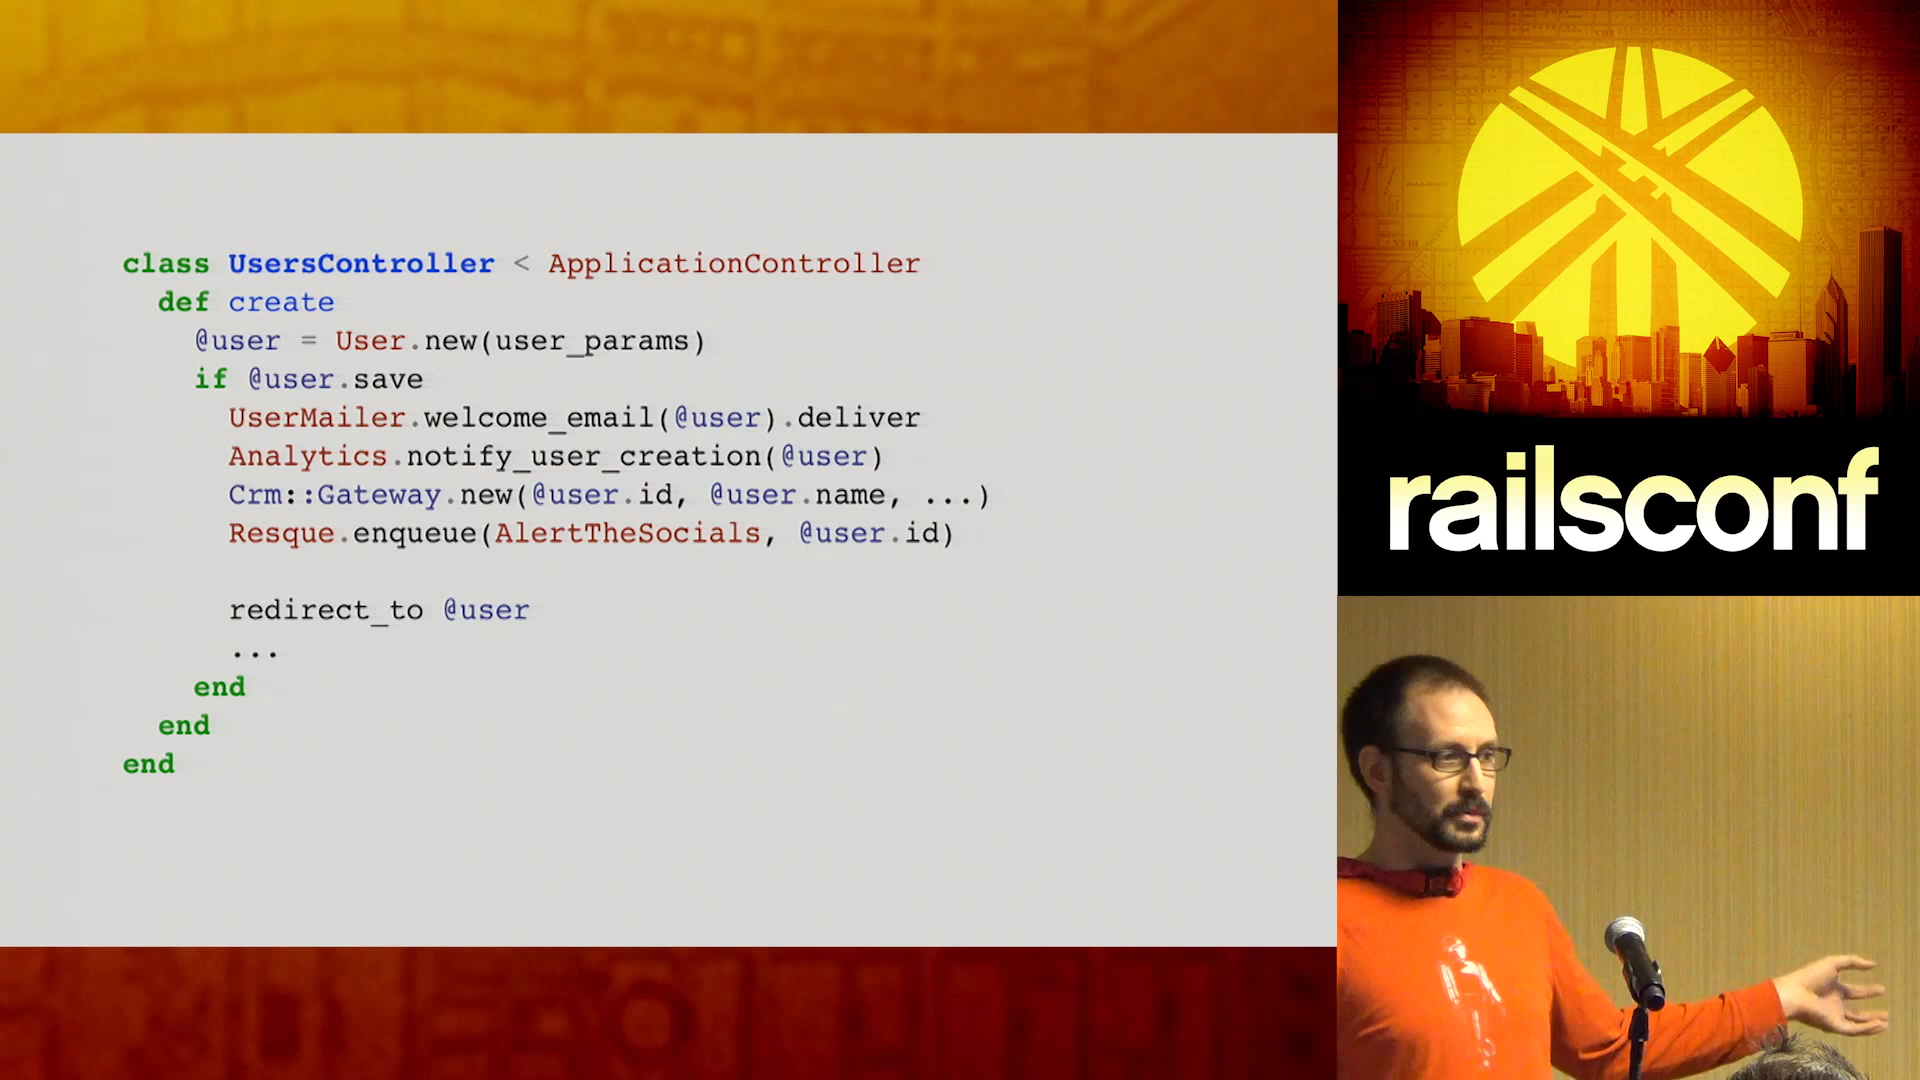 class UsersController < ApplicationController
  def create
    @user = User.new(user_params)
    if @user.save
      UserMailer.welcome_email(@user).deliver
      Analytics.notify_user_creation(@user)
      Crm::Gateway.new(@user.id, @user.name, ...)
      Resque.enqueue(AlertTheSocials, @user.id)

      redirect_to @user
      ...
    end
  end
end
railsconf